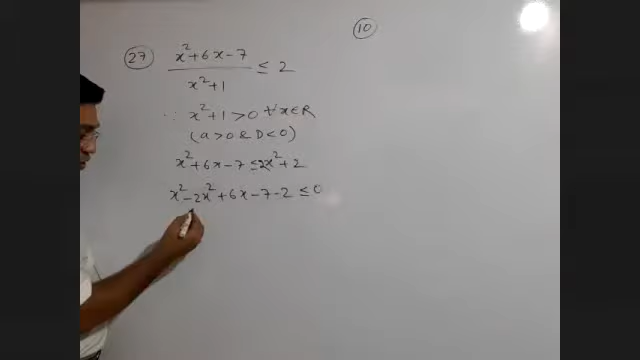 27 x²+6x-7 / x²+1 ≤ 2
∵ x²+1 > 0 ∀ x∈R
(a>0 & D<0)
x²+6x-7 ≤ 2x²+2
x²-2x²+6x-7-2 ≤ 0
10